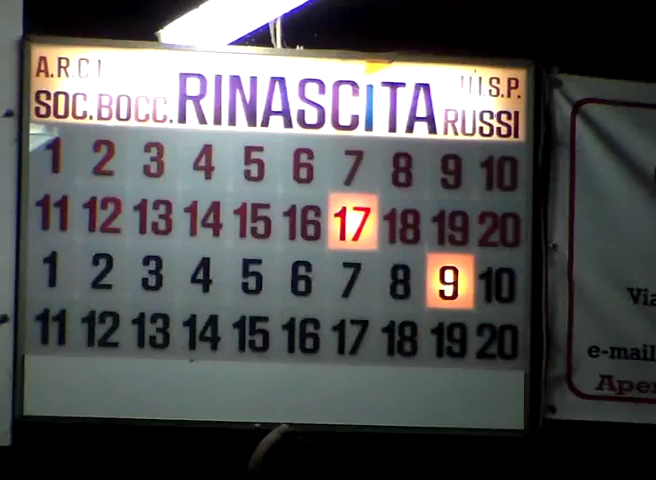 A.R.C.I U.I.S.P.
SOC.BOCC. RINASCITA RUSSI
1 2 3 4 5 6 7 8 9 10
11 12 13 14 15 16 17 18 19 20
1 2 3 4 5 6 7 8 9 10
11 12 13 14 15 16 17 18 19 20
Via
e-mail